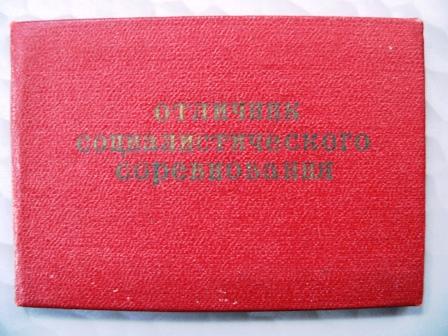 отличник
социалистического
соревнования